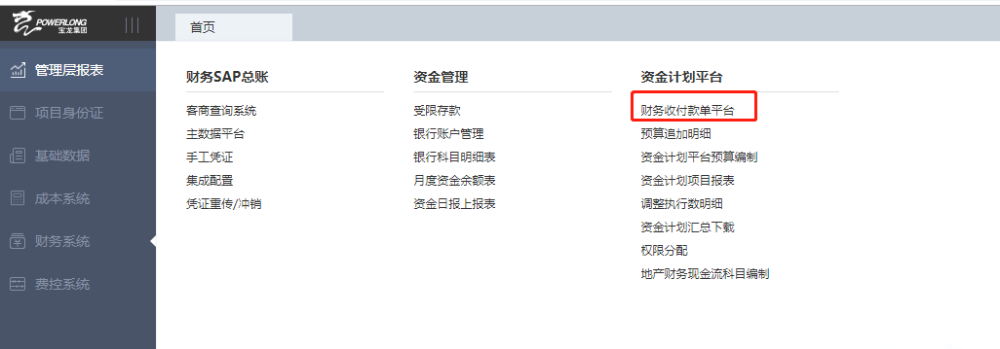 POWERLONG
宝龙集团
首页
管理层报表
项目身份证
基础数据
成本系统
财务系统
费控系统
财务SAP总账
客商查询系统
主数据平台
手工凭证
集成配置
凭证重传/冲销
资金管理
受限存款
银行账户管理
银行科目明细表
月度资金余额表
资金日报上报表
资金计划平台
财务收付款单平台
预算追加明细
资金计划平台预算编制
资金计划项目报表
调整执行数明细
资金计划汇总下载
权限分配
地产财务现金流科目编制